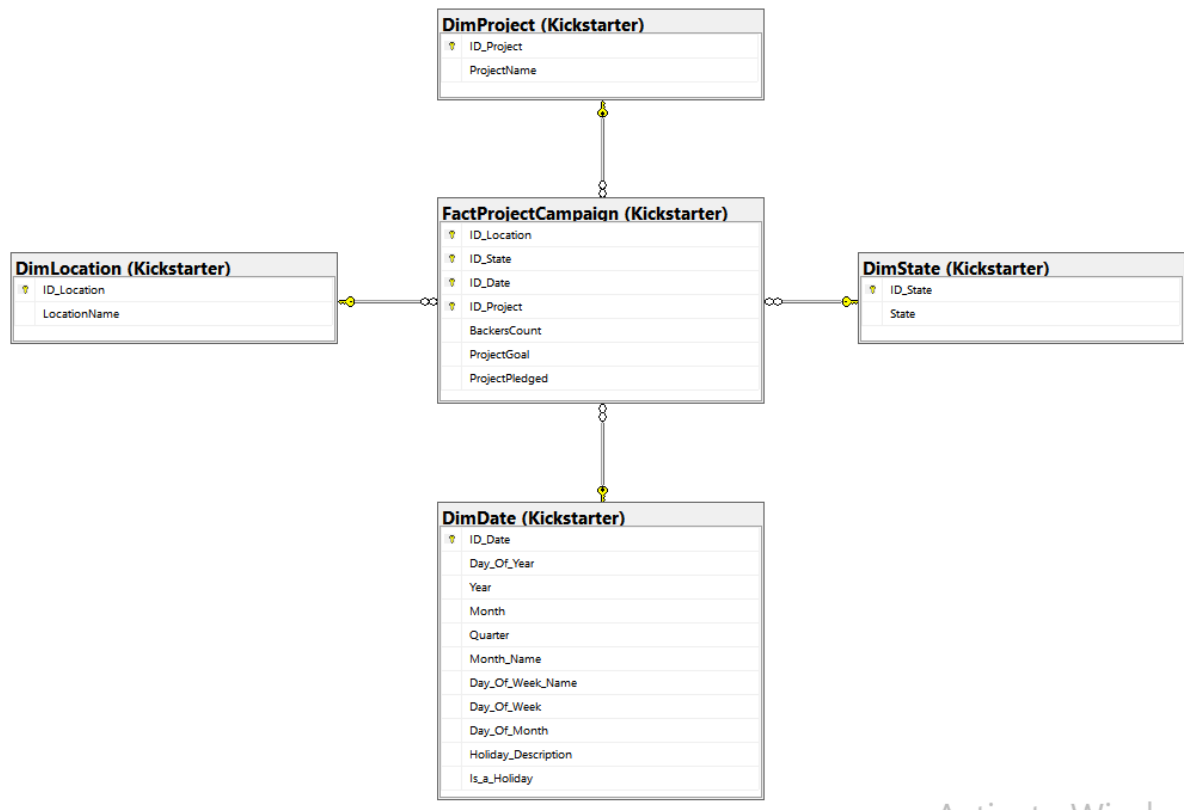 DimProject (Kickstarter)
ID_Project
ProjectName
FactProjectCampaign (Kickstarter)
ID_Location
ID_State
ID_Date
ID_Project
BackersCount
ProjectGoal
ProjectPledged
DimLocation (Kickstarter)
ID_Location
LocationName
DimState (Kickstarter)
ID_State
State
DimDate (Kickstarter)
ID_Date
Day_Of_Year
Year
Month
Quarter
Month_Name
Day_Of_Week_Name
Day_Of_Week
Day_Of_Month
Holiday_Description
Is_a_Holiday